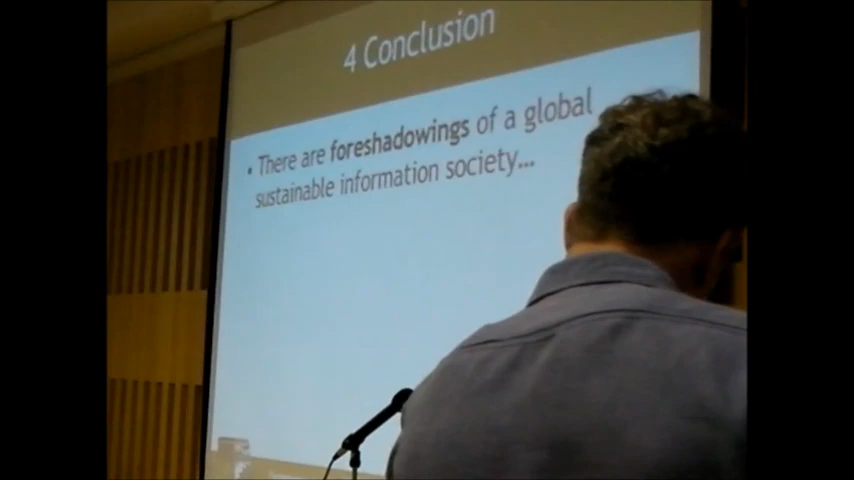 4 Conclusion
• There are foreshadowings of a global
sustainable information society...